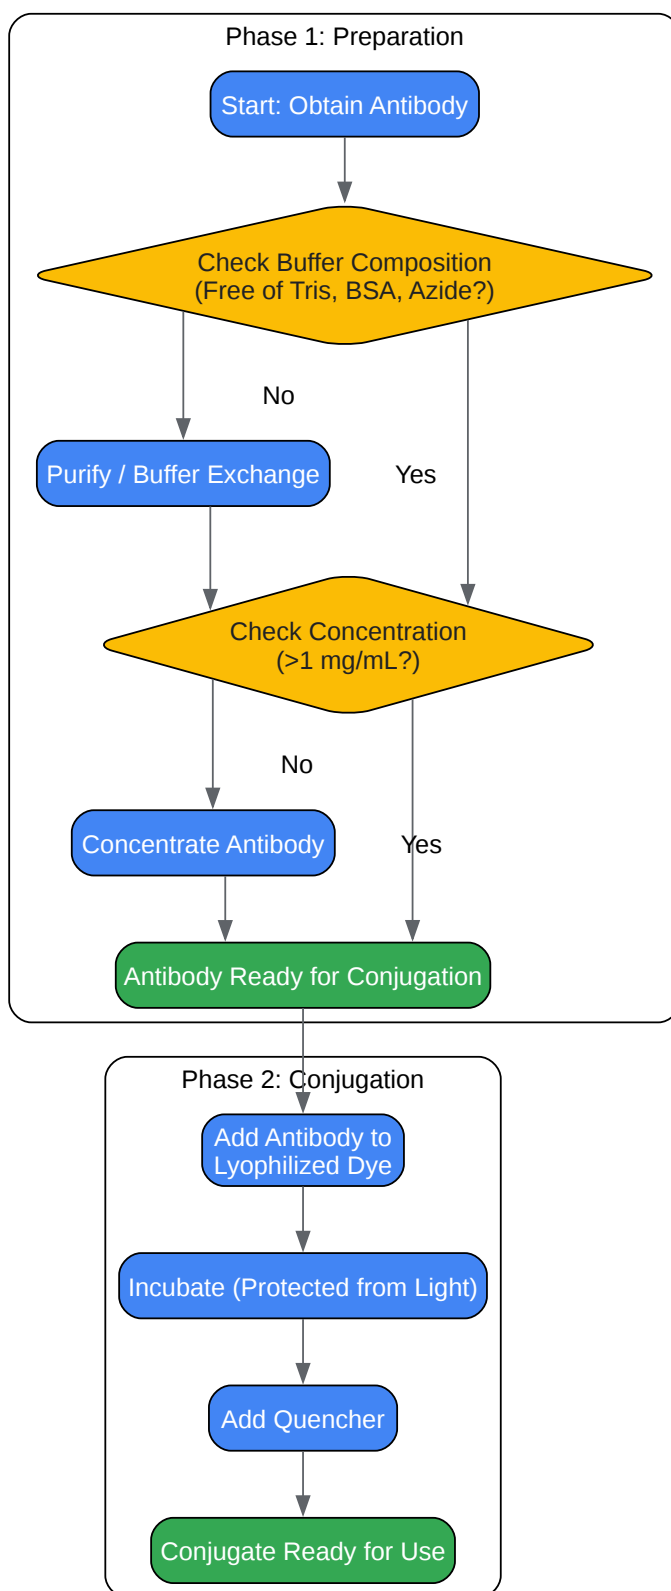 Phase 1: Preparation
Start: Obtain Antibody
Check Buffer Composition
(Free of Tris, BSA, Azide?)
No
Purify / Buffer Exchange
Yes
Check Concentration
(>1 mg/mL?)
No
Concentrate Antibody
Yes
Antibody Ready for Conjugation
Phase 2: Conjugation
Add Antibody to
Lyophilized Dye
Incubate (Protected from Light)
Add Quencher
Conjugate Ready for Use